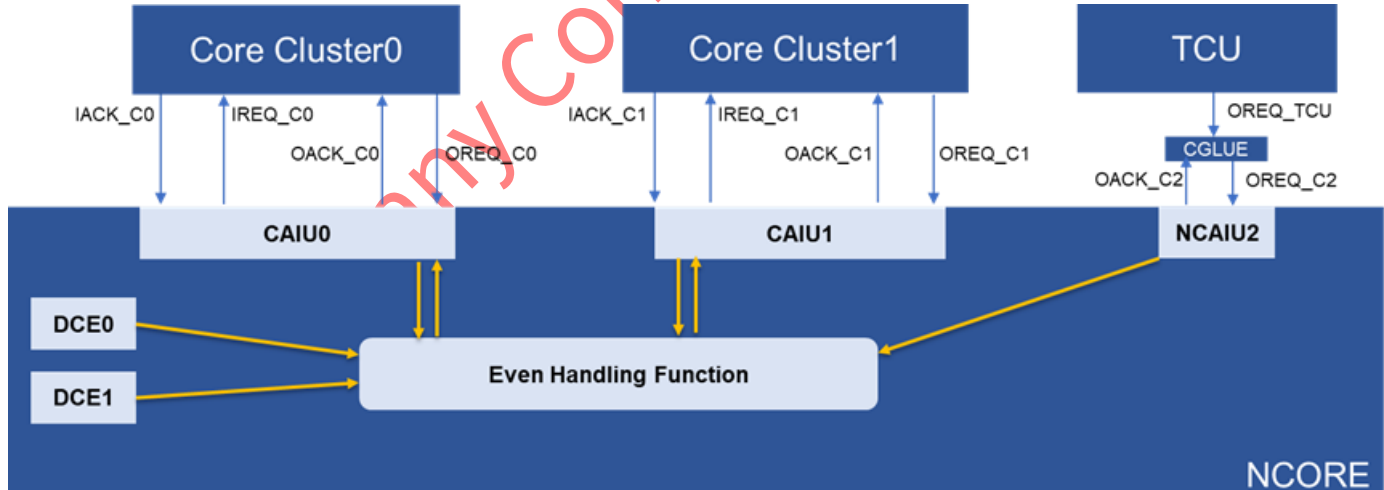 Core Cluster0
Core Cluster1
TCU
IACK_C0
IREQ_C0
OACK_C0
OREQ_C0
IACK_C1
IREQ_C1
OACK_C1
OREQ_C1
OREQ_TCU
CGLUE
OACK_C2
OREQ_C2
CAIU0
CAIU1
NCAIU2
DCE0
DCE1
Even Handling Function
NCORE